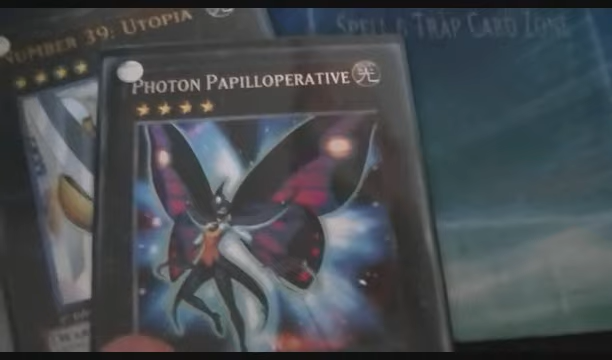 NUMBER 39: UTOPIA
SPELL & TRAP CARD ZONE
PHOTON PAPILLOPERATIVE 光